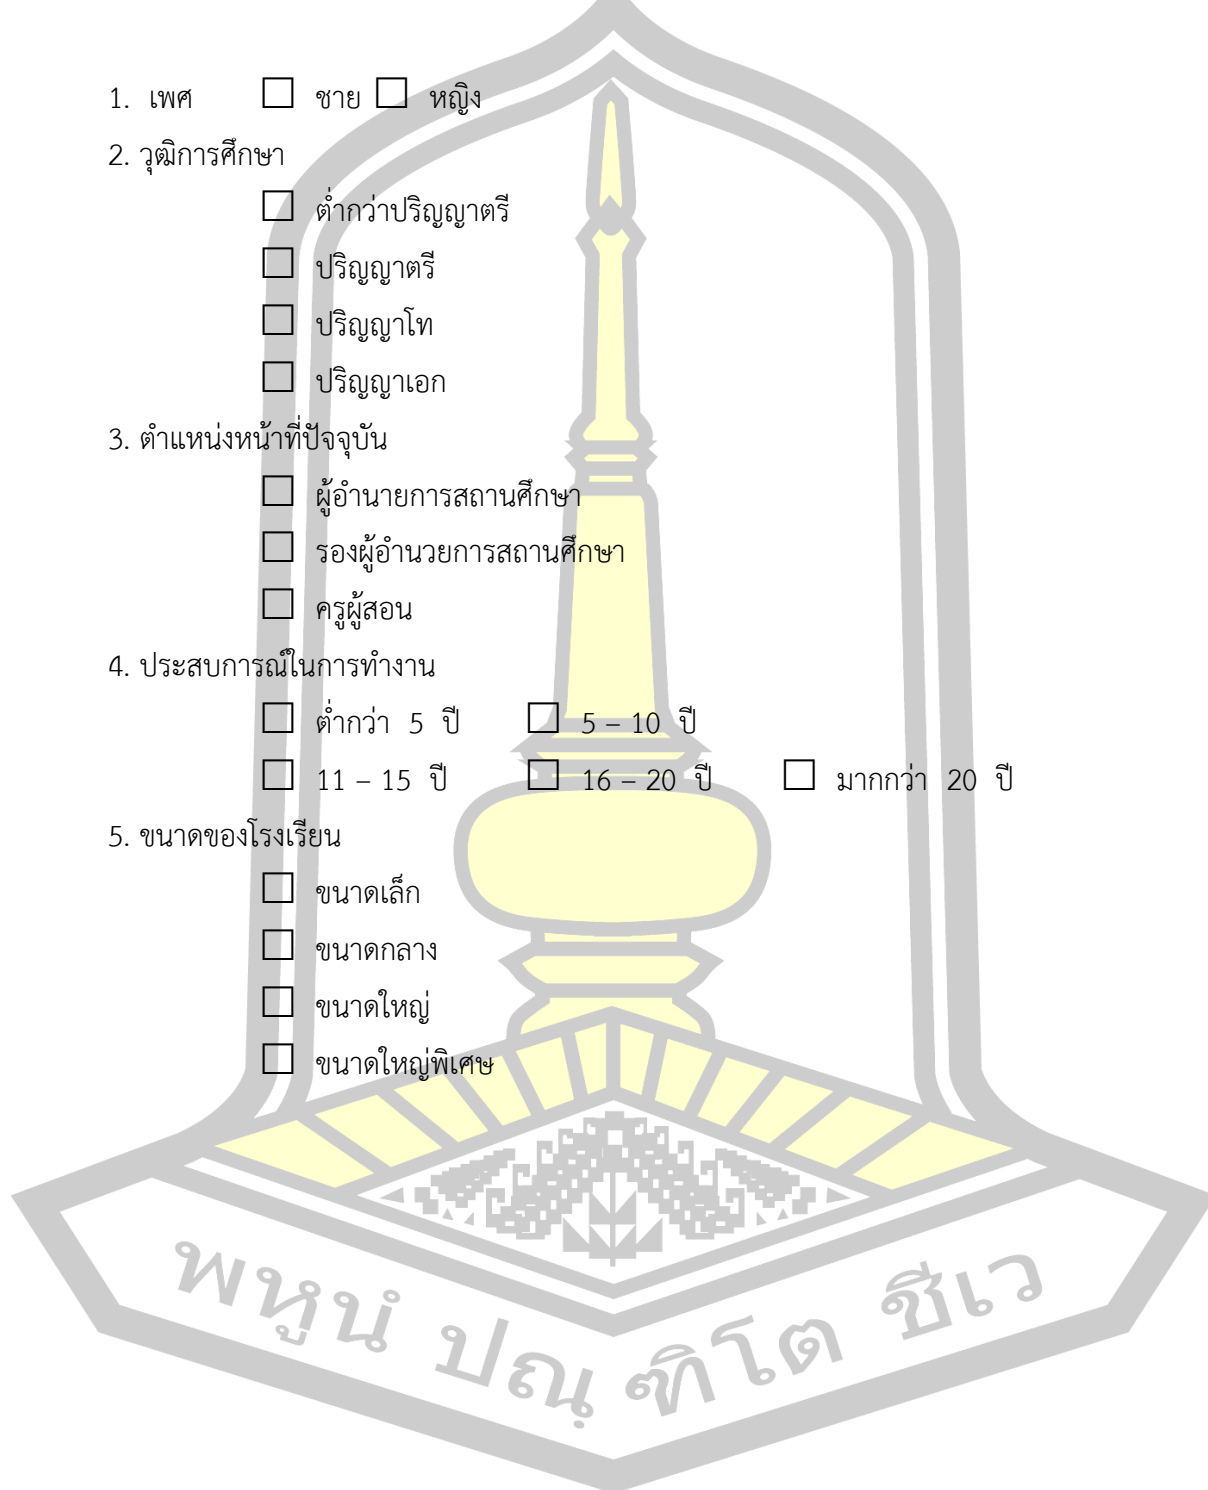 1. เพศ ☐ ชาย ☐ หญิง
2. วุฒิการศึกษา
☐ ต่ำกว่าปริญญาตรี
☐ ปริญญาตรี
☐ ปริญญาโท
☐ ปริญญาเอก
3. ตำแหน่งหน้าที่ปัจจุบัน
☐ ผู้อำนายการสถานศึกษา
☐ รองผู้อำนวยการสถานศึกษา
☐ ครูผู้สอน
4. ประสบการณ์ในการทำงาน
☐ ต่ำกว่า 5 ปี ☐ 5 – 10 ปี
☐ 11 – 15 ปี ☐ 16 – 20 ปี ☐ มากกว่า 20 ปี
5. ขนาดของโรงเรียน
☐ ขนาดเล็ก
☐ ขนาดกลาง
☐ ขนาดใหญ่
☐ ขนาดใหญ่พิเศษ
พหูนํ ปณฺฑิโต ชีเว